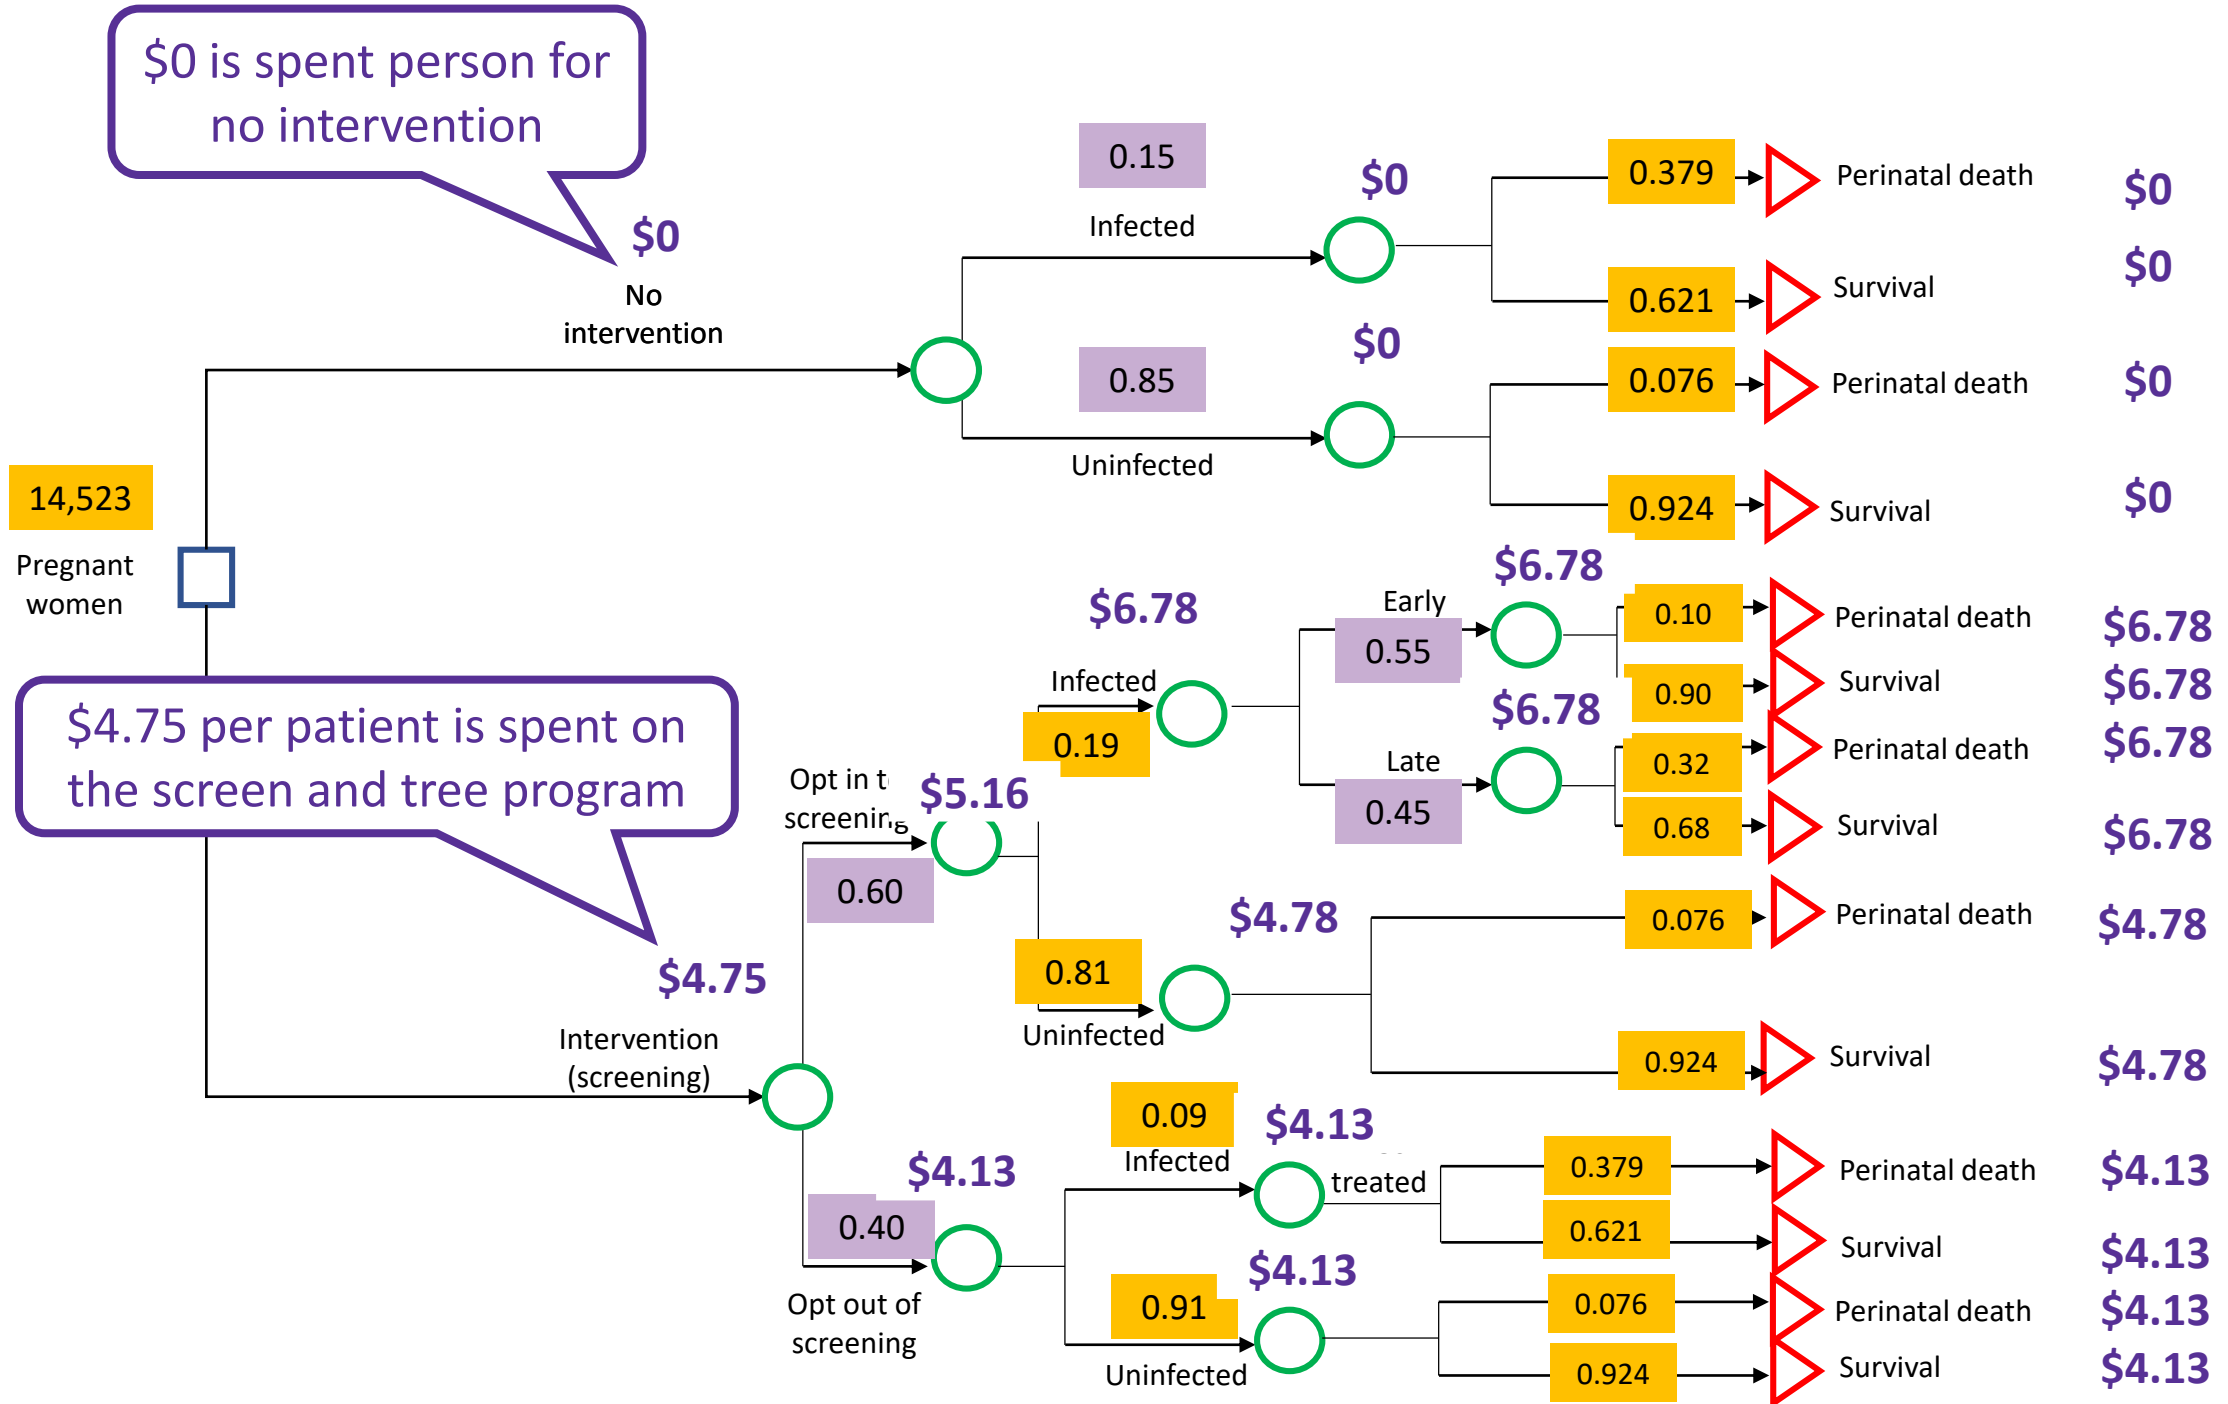 $0 is spent person for
no intervention
$0
No
intervention
0.15
Infected
$0
0.379
Perinatal death
$0
0.621
Survival
$0
0.85
Uninfected
$0
0.076
Perinatal death
$0
0.924
Survival
$0
14,523
Pregnant
women
$4.75 per patient is spent on
the screen and tree program
$4.75
Intervention
(screening)
Opt in t
screening
$5.16
0.60
Infected
0.19
$6.78
Early
0.55
$6.78
0.10
Perinatal death
$6.78
0.90
Survival
$6.78
Late
0.45
$6.78
0.32
Perinatal death
$6.78
0.68
Survival
$6.78
0.81
Uninfected
$4.78
0.076
Perinatal death
$4.78
0.924
Survival
$4.78
0.40
Opt out of
screening
$4.13
0.09
Infected
$4.13
treated
0.379
Perinatal death
$4.13
0.621
Survival
$4.13
0.91
Uninfected
$4.13
0.076
Perinatal death
$4.13
0.924
Survival
$4.13